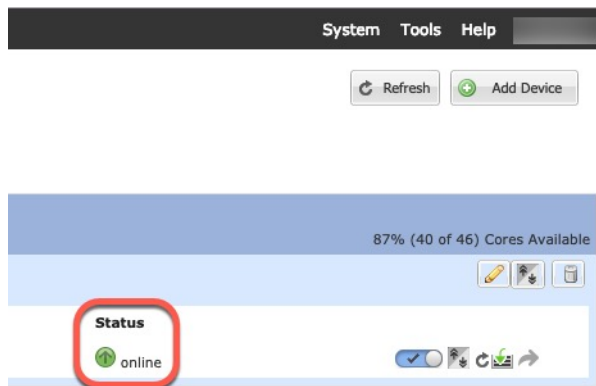 System Tools Help
Refresh Add Device
87% (40 of 46) Cores Available
Status
online